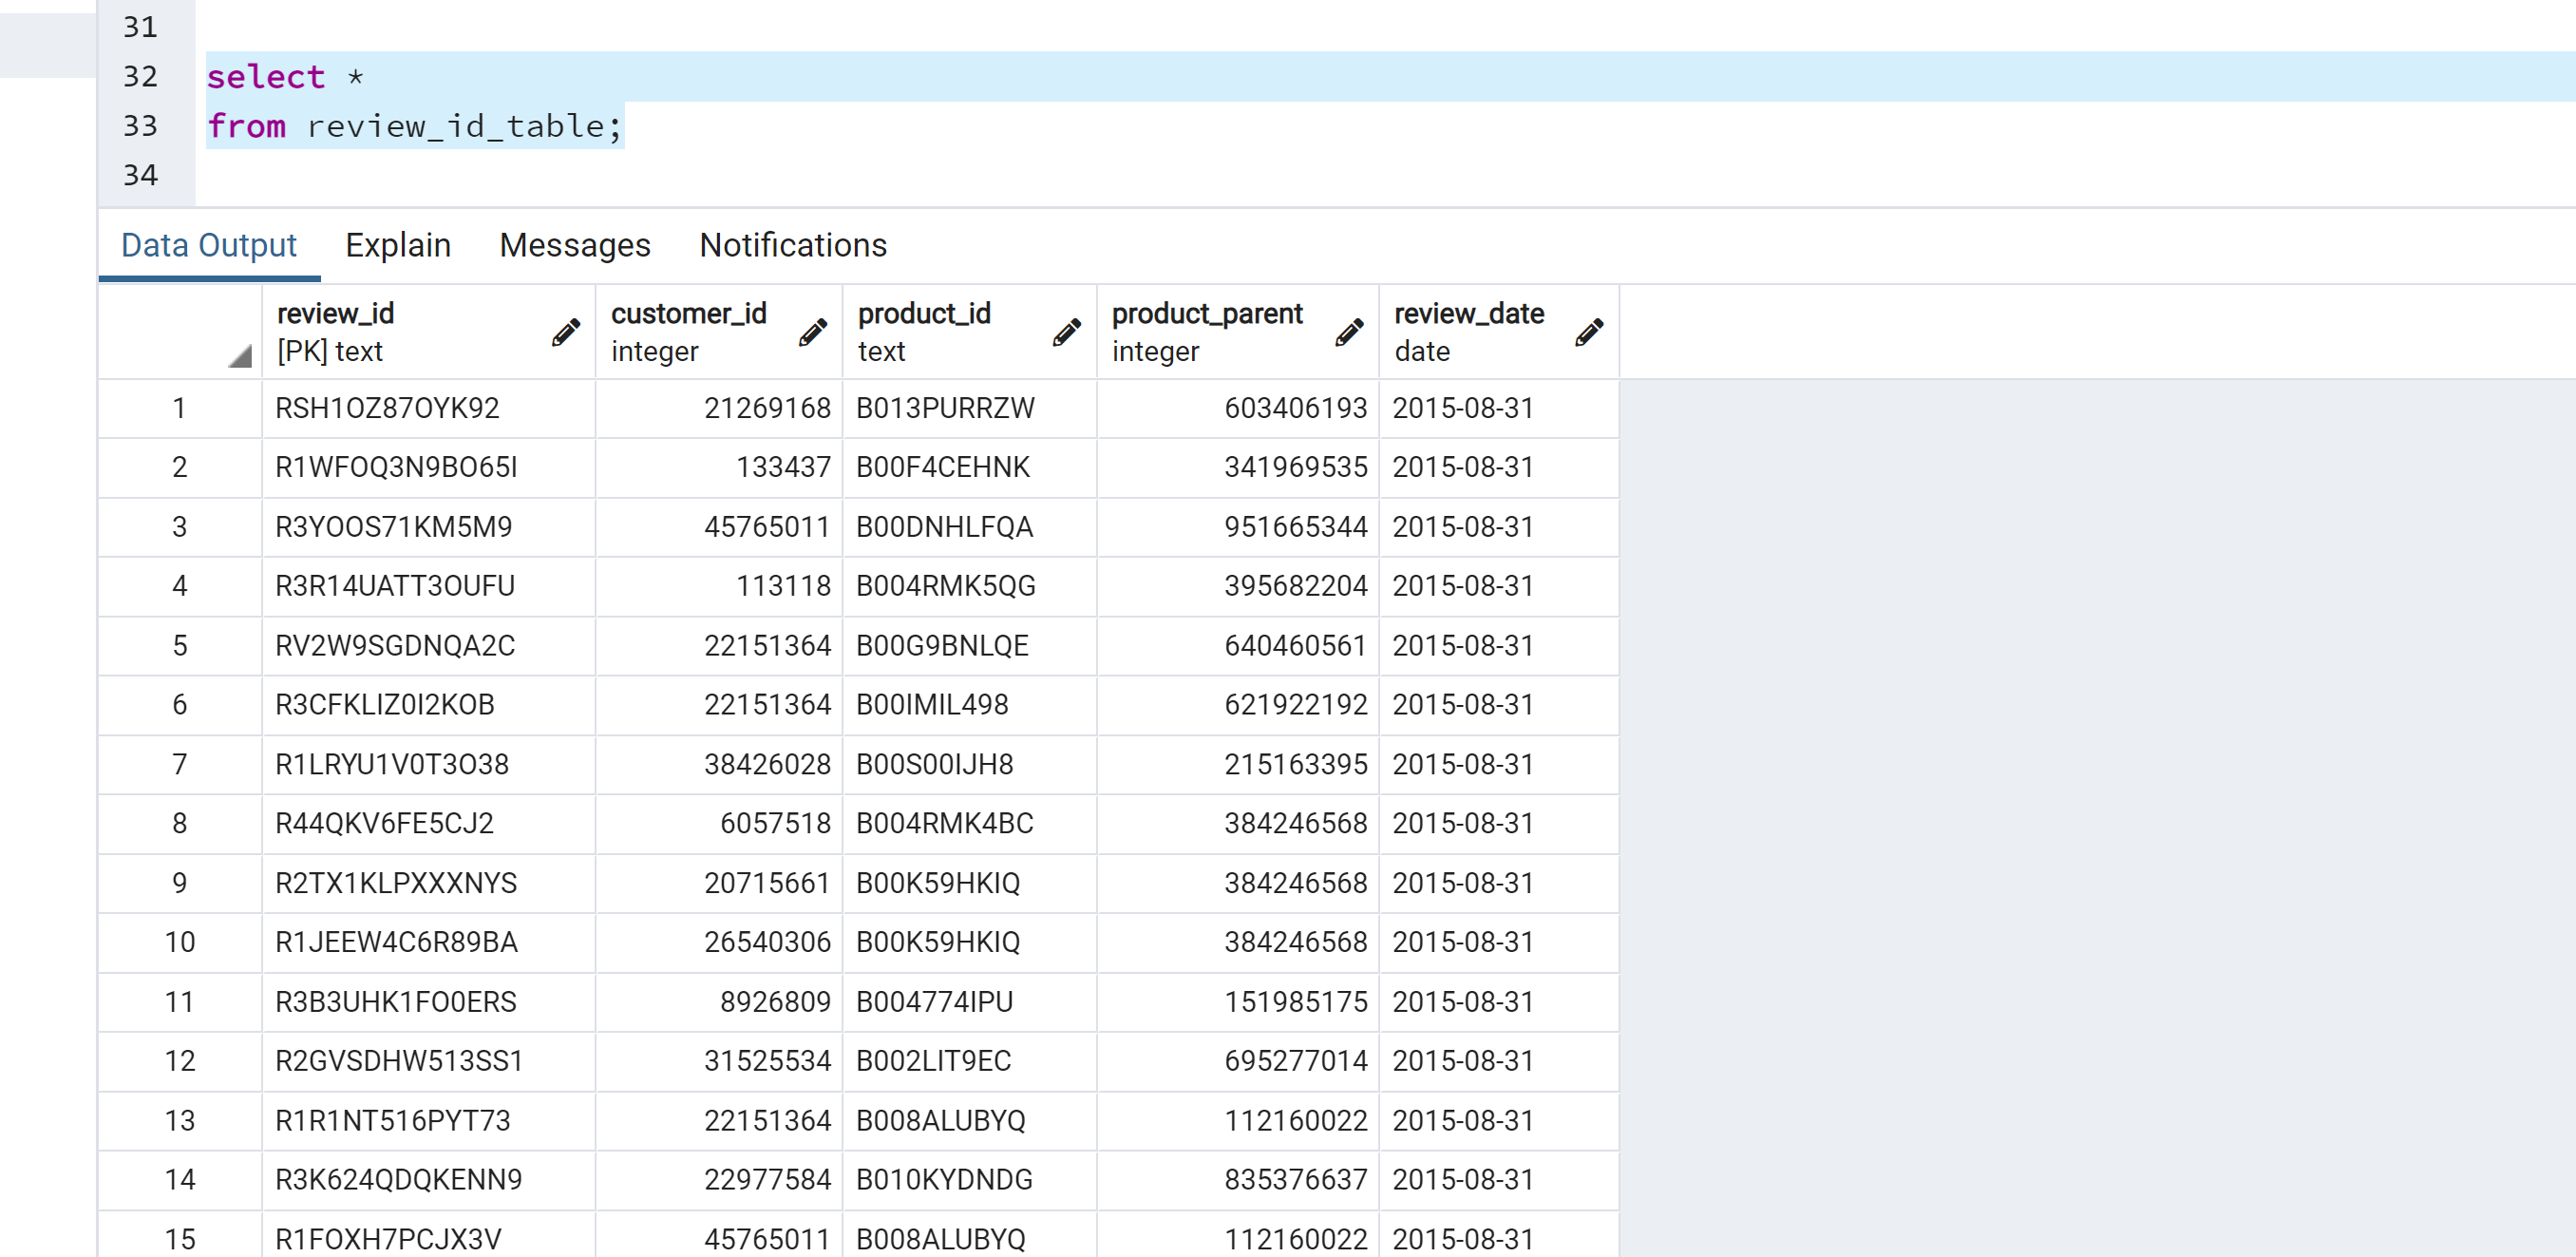 31
32 select *
33 from review_id_table;
34
Data Output Explain Messages Notifications
review_id customer_id product_id product_parent review_date
[PK] text integer text integer date
1 RSH1OZ87OYK92 21269168 B013PURRZW 603406193 2015-08-31
2 R1WFOQ3N9BO65I 133437 B00F4CEHNK 341969535 2015-08-31
3 R3YOOS71KM5M9 45765011 B00DNHLFQA 951665344 2015-08-31
4 R3R14UATT3OUFU 113118 B004RMK5QG 395682204 2015-08-31
5 RV2W9SGDNQA2C 22151364 B00G9BNLQE 640460561 2015-08-31
6 R3CFKLIZ0I2KOB 22151364 B00IMIL498 621922192 2015-08-31
7 R1LRYU1V0T3O38 38426028 B00S00IJH8 215163395 2015-08-31
8 R44QKV6FE5CJ2 6057518 B004RMK4BC 384246568 2015-08-31
9 R2TX1KLPXXXNYS 20715661 B00K59HKIQ 384246568 2015-08-31
10 R1JEEW4C6R89BA 26540306 B00K59HKIQ 384246568 2015-08-31
11 R3B3UHK1FO0ERS 8926809 B004774IPU 151985175 2015-08-31
12 R2GVSDHW513SS1 31525534 B002LIT9EC 695277014 2015-08-31
13 R1R1NT516PYT73 22151364 B008ALUBYQ 112160022 2015-08-31
14 R3K624QDQKENN9 22977584 B010KYDNDG 835376637 2015-08-31
15 R1FOXH7PCJX3V 45765011 B008ALUBYQ 112160022 2015-08-31